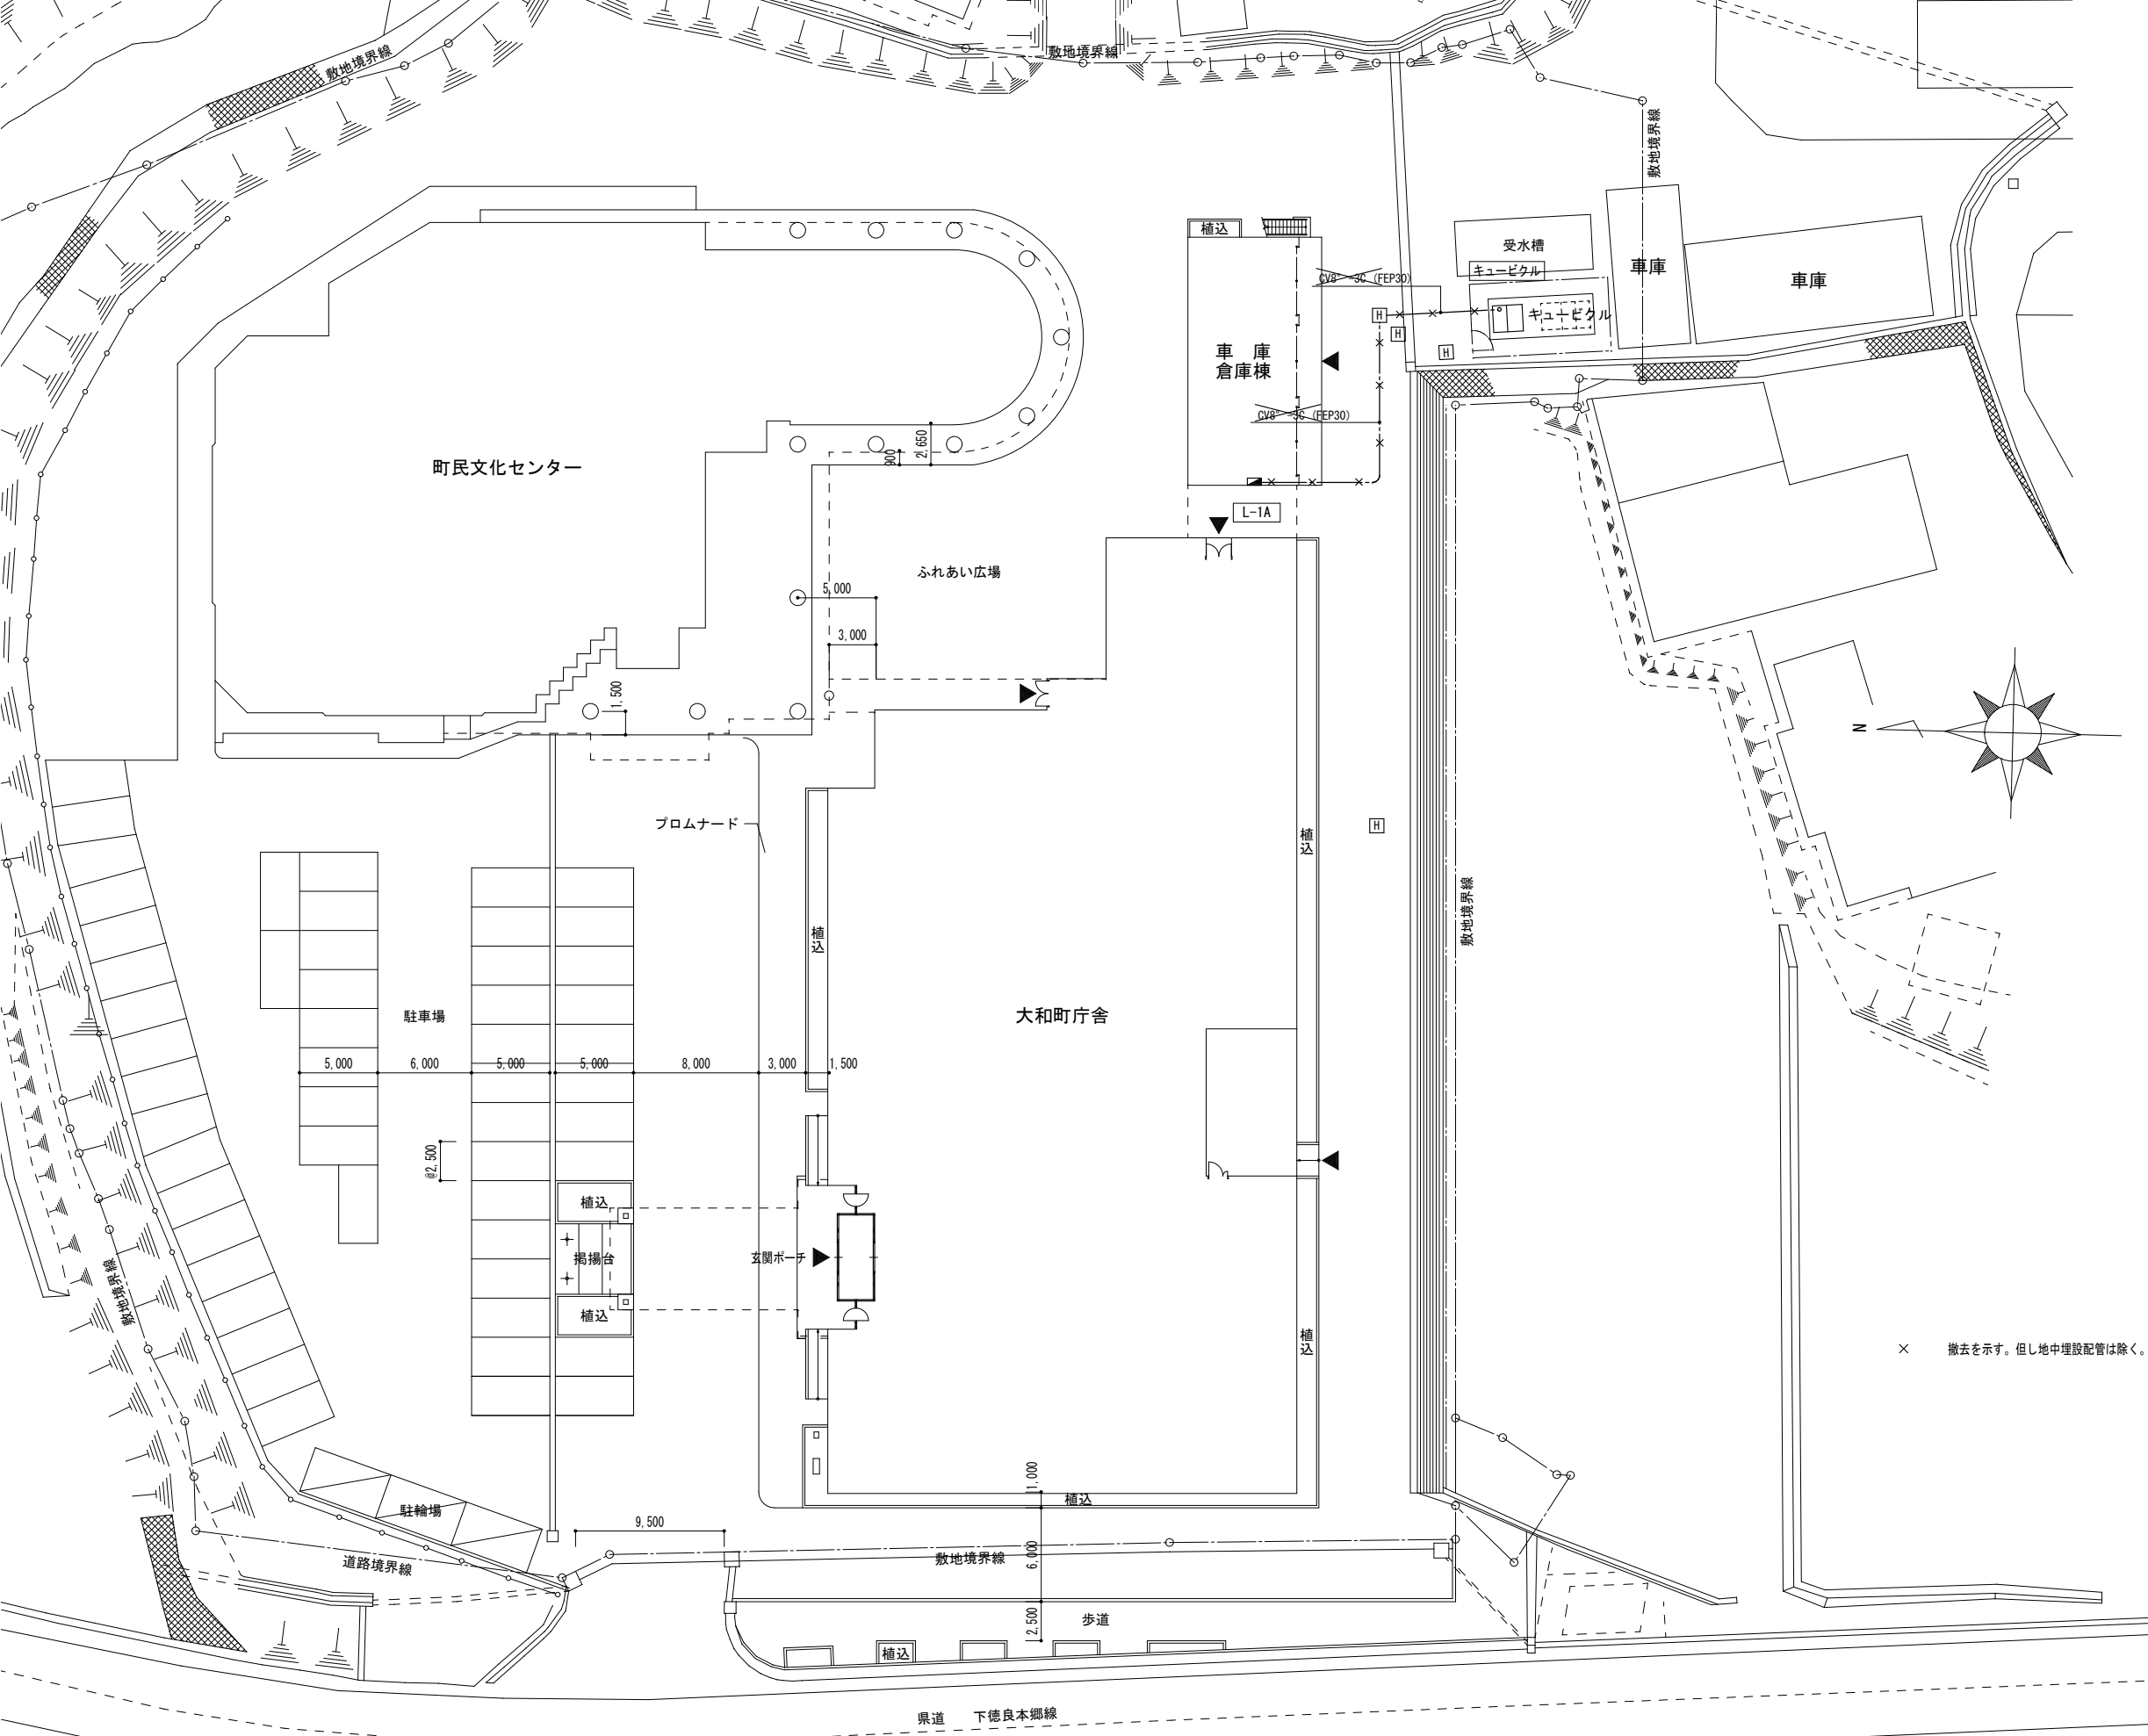 敷地境界線
敷地境界線
敷地境界線
植込
受水槽
キュービクル
車庫
車庫
キュービクル
CV8°-3C (FEP30)
H
H
H
車 庫
倉庫棟
CV8°-3C (FEP30)
2,650
900
町民文化センター
L-1A
ふれあい広場
5,000
3,000
1,500
N
プロムナード
植込
H
植込
敷地境界線
駐車場
大和町庁舎
5,000
6,000
5,000
5,000
8,000
3,000
1,500
@2,500
植込
掲揚台
玄関ポーチ
植込
敷地境界線
植込
× 撤去を示す。但し地中埋設配管は除く。
駐輪場
1,000
植込
9,500
道路境界線
敷地境界線
6,000
2,500
歩道
植込
県道 下徳良本郷線